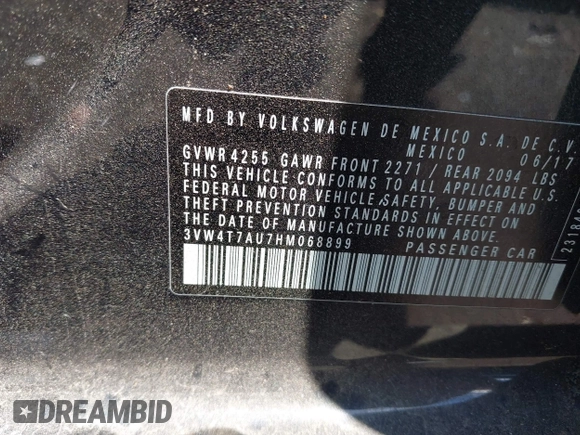 MFD BY VOLKSWAGEN DE MEXICO S.A. DE C.V.
MEXICO 06/17
GVWR 4255 GAWR FRONT 2271 / REAR 2094 LBS
THIS VEHICLE CONFORMS TO ALL APPLICABLE U.S.
FEDERAL MOTOR VEHICLE SAFETY, BUMPER AND
THEFT PREVENTION STANDARDS IN EFFECT ON
THE DATE OF MANUFACTURE SHOWN ABOVE.
3VW4T7AU7HM068899 PASSENGER CAR
DREAMBID